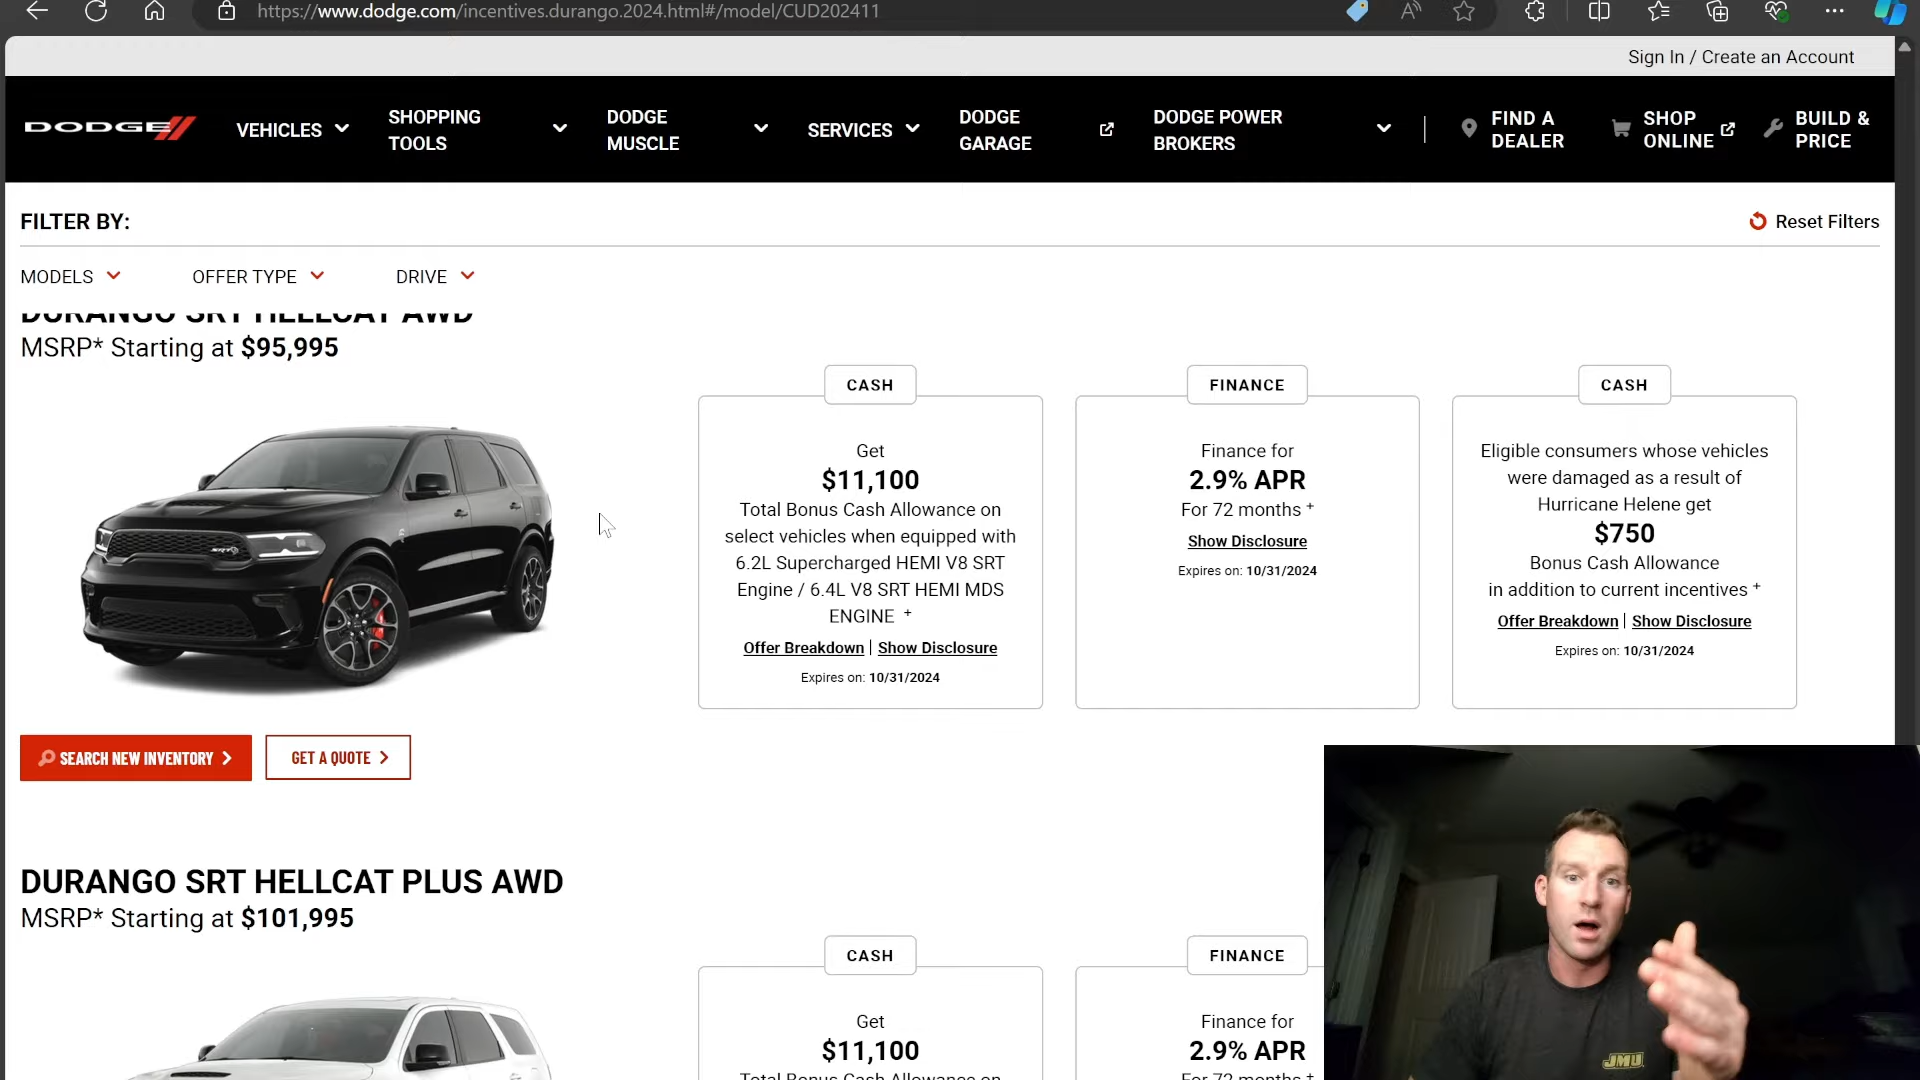 https://www.dodge.com/incentives.durango.2024.html#/model/CUD202411
Sign In / Create an Account
DODGE
VEHICLES
SHOPPING
TOOLS
DODGE
MUSCLE
SERVICES
DODGE
GARAGE
DODGE POWER
BROKERS
FIND A
DEALER
SHOP
ONLINE
BUILD &
PRICE
FILTER BY:
Reset Filters
MODELS
OFFER TYPE
DRIVE
DURANGO SRT HELLCAT AWD
MSRP* Starting at $95,995
CASH
Get
$11,100
Total Bonus Cash Allowance on
select vehicles when equipped with
6.2L Supercharged HEMI V8 SRT
Engine / 6.4L V8 SRT HEMI MDS
ENGINE +
Offer Breakdown | Show Disclosure
Expires on: 10/31/2024
FINANCE
Finance for
2.9% APR
For 72 months +
Show Disclosure
Expires on: 10/31/2024
CASH
Eligible consumers whose vehicles
were damaged as a result of
Hurricane Helene get
$750
Bonus Cash Allowance
in addition to current incentives +
Offer Breakdown | Show Disclosure
Expires on: 10/31/2024
SEARCH NEW INVENTORY
GET A QUOTE
DURANGO SRT HELLCAT PLUS AWD
MSRP* Starting at $101,995
CASH
Get
$11,100
Total Bonus Cash Allowance on
FINANCE
Finance for
2.9% APR
For 72 months +
JMU